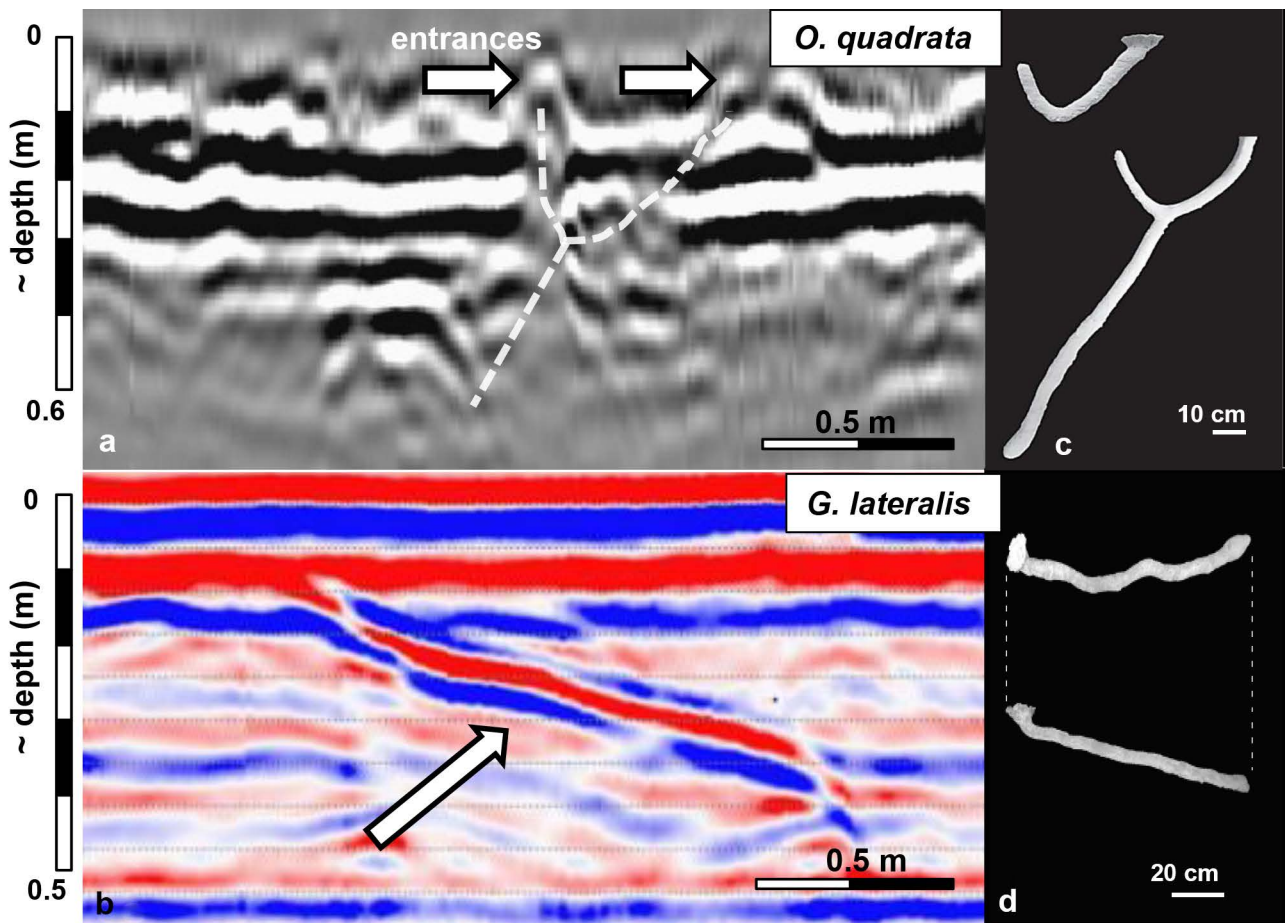 0
entrances
O. quadrata
~ depth (m)
0.6
a
0.5 m
c
10 cm
0
G. lateralis
~ depth (m)
0.5
b
0.5 m
d
20 cm